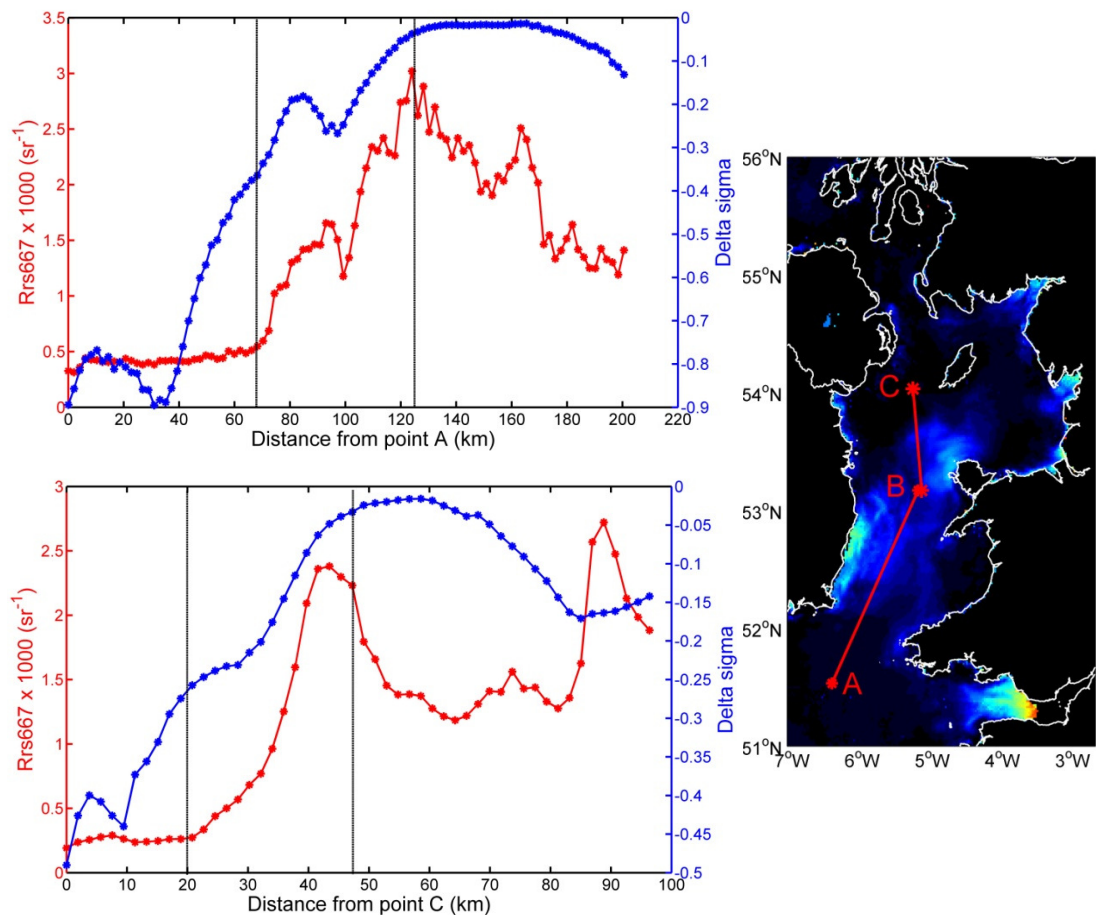 3.5
3
2.5
2
1.5
1
0.5
0
Rrs667 x 1000 (sr⁻¹)
0
-0.1
-0.2
-0.3
-0.4
-0.5
-0.6
-0.7
-0.8
-0.9
Delta sigma
0 20 40 60 80 100 120 140 160 180 200 220
Distance from point A (km)
3
2.5
2
1.5
1
0.5
0
Rrs667 x 1000 (sr⁻¹)
0
-0.05
-0.1
-0.15
-0.2
-0.25
-0.3
-0.35
-0.4
-0.45
-0.5
Delta sigma
0 10 20 30 40 50 60 70 80 90 100
Distance from point C (km)
56°N
55°N
54°N
53°N
52°N
51°N
C
B
A
7°W 6°W 5°W 4°W 3°W